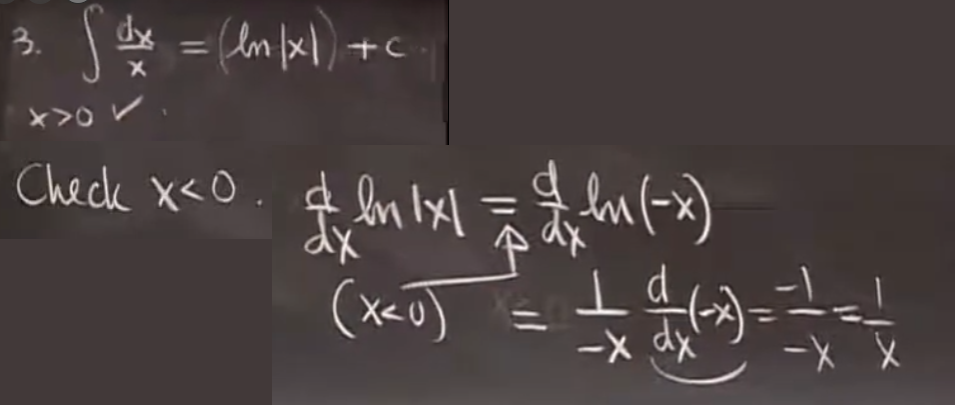 3. ∫ dx/x = (ln|x|) + c
x>0 ✓.
Check x<0.
d/dx ln|x| = d/dx ln(-x)
(x<0) = 1/-x d/dx(-x) = -1/-x = 1/x